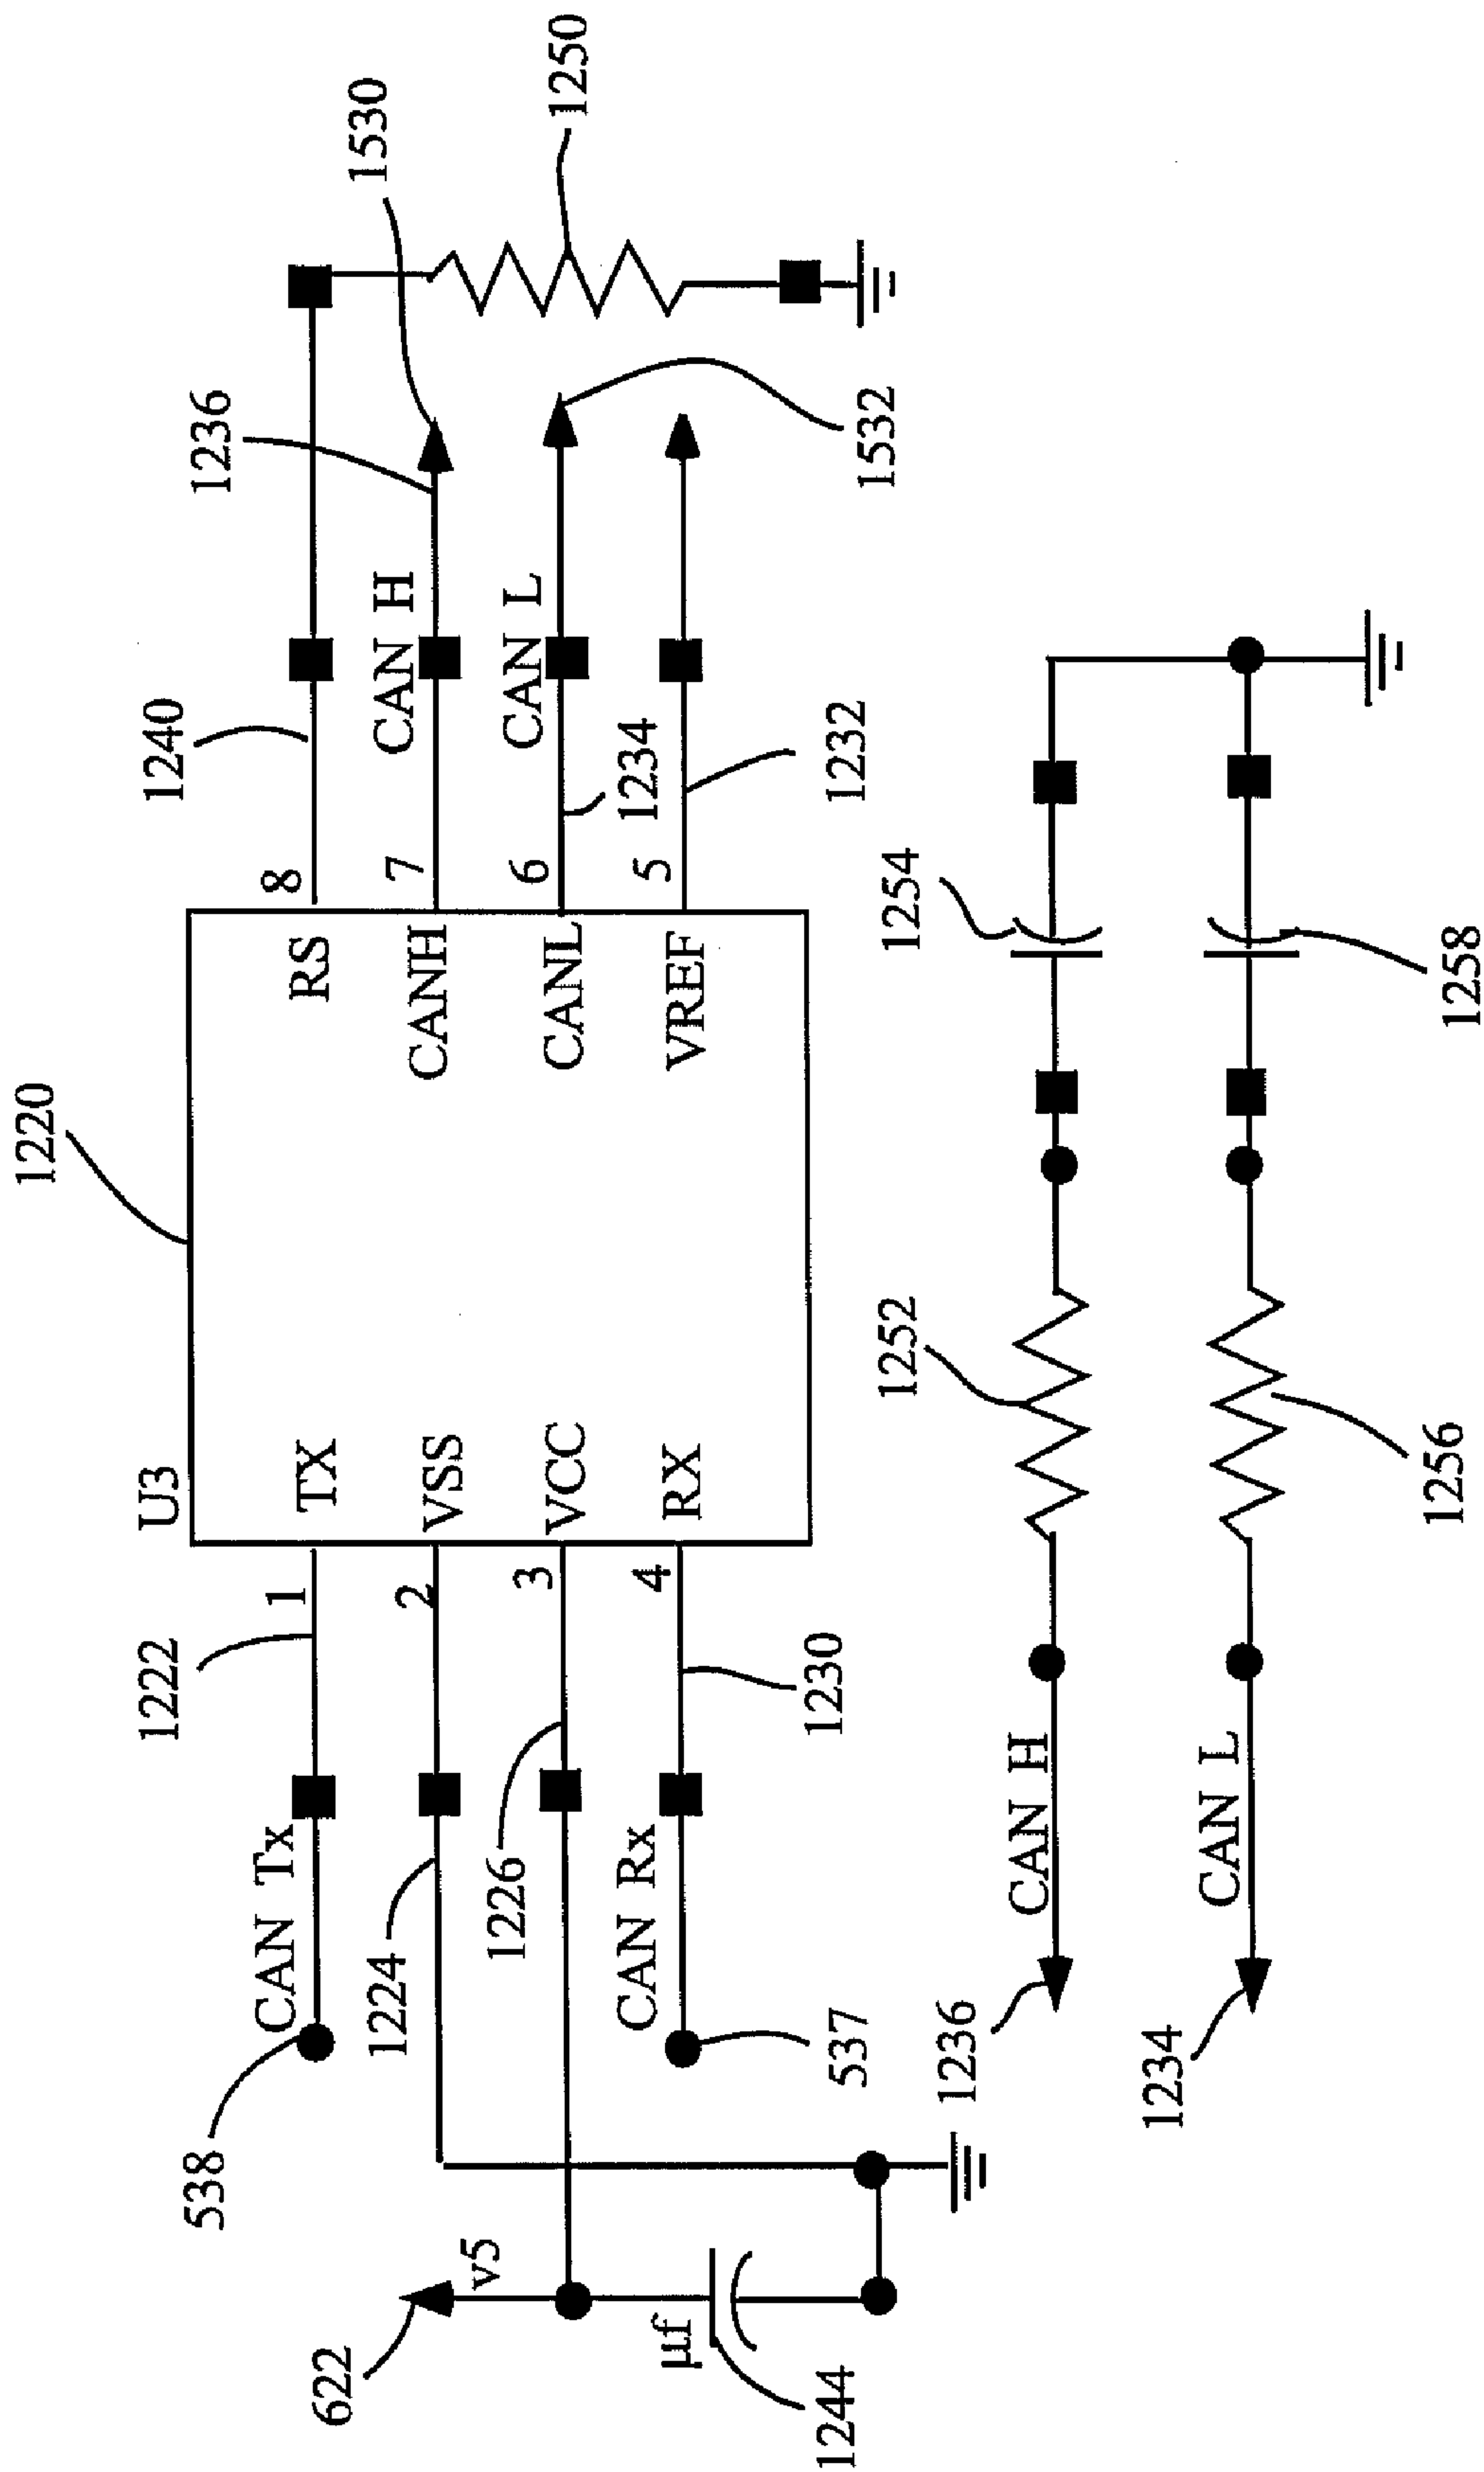 1220
U3
538
CAN Tx
1222
1
TX
RS
8
1240
1236
1530
1224
2
VSS
CANH
7
CAN H
622
v5
1226
3
VCC
CANL
6
1234
CAN L
1250
µf
1244
CAN Rx
4
RX
VREF
5
537
1230
1232
1532
1236
CAN H
1252
1254
1234
CAN L
1256
1258